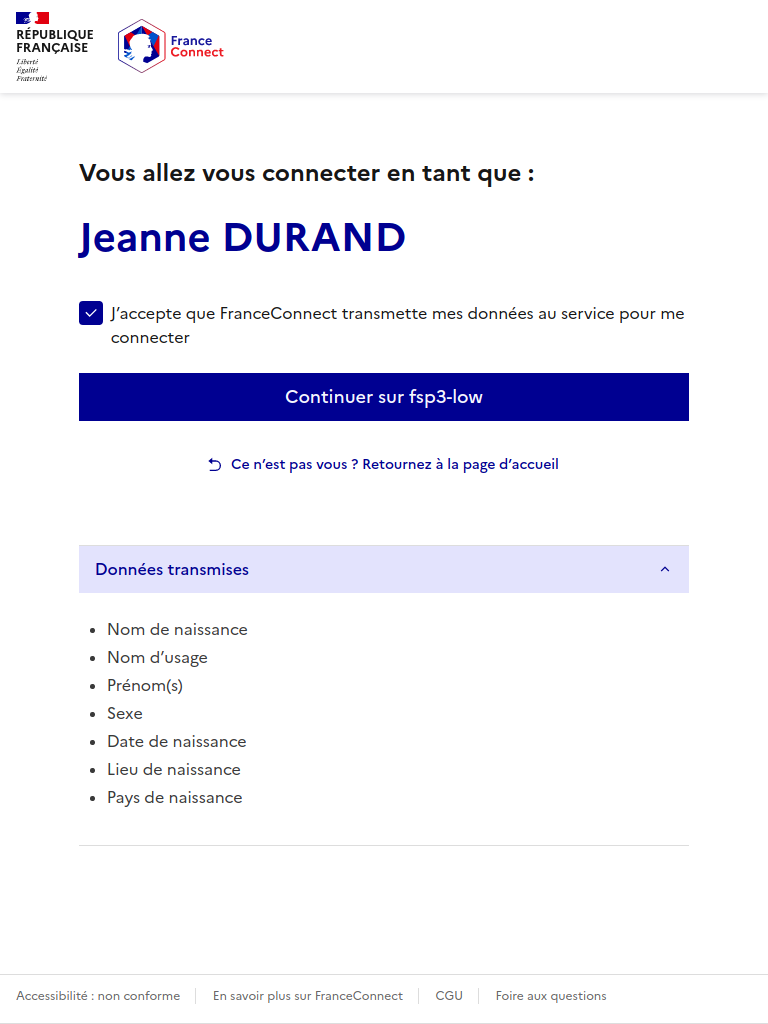 RÉPUBLIQUE
FRANÇAISE
Liberté
Égalité
Fraternité
France
Connect
Vous allez vous connecter en tant que :
Jeanne DURAND
J’accepte que FranceConnect transmette mes données au service pour me
connecter
Continuer sur fsp3-low
Ce n’est pas vous ? Retournez à la page d’accueil
Données transmises
Nom de naissance
Nom d’usage
Prénom(s)
Sexe
Date de naissance
Lieu de naissance
Pays de naissance
Accessibilité : non conforme
En savoir plus sur FranceConnect
CGU
Foire aux questions